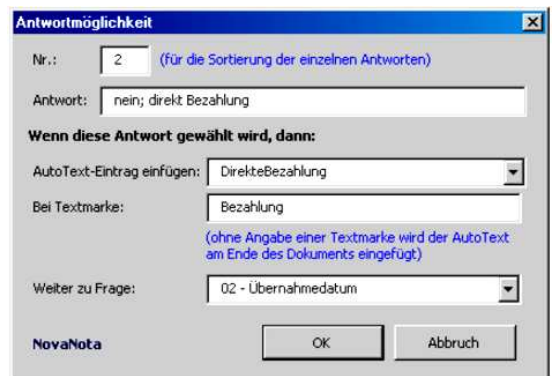 Antwortmöglichkeit
Nr.: 2 (für die Sortierung der einzelnen Antworten)
Antwort: nein; direkt Bezahlung
Wenn diese Antwort gewählt wird, dann:
AutoText-Eintrag einfügen: DirekteBezahlung
Bei Textmarke: Bezahlung
(ohne Angabe einer Textmarke wird der AutoText
am Ende des Dokuments eingefügt)
Weiter zu Frage: 02 - Übernahmedatum
NovaNota OK Abbruch